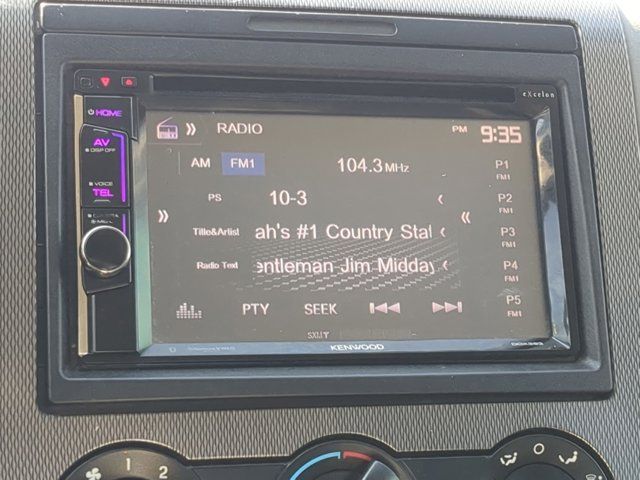 eXcelon
HOME
RADIO
PM 9:35
AV
DISP OFF
AM FM1 104.3 MHz
P1
FM1
VOICE
TEL
PS 10-3
P2
FM1
Title&Artist ah's #1 Country Stat
P3
FM1
Radio Text entleman Jim Midday
P4
FM1
PTY SEEK
P5
FM1
SXM
KENWOOD
1 2